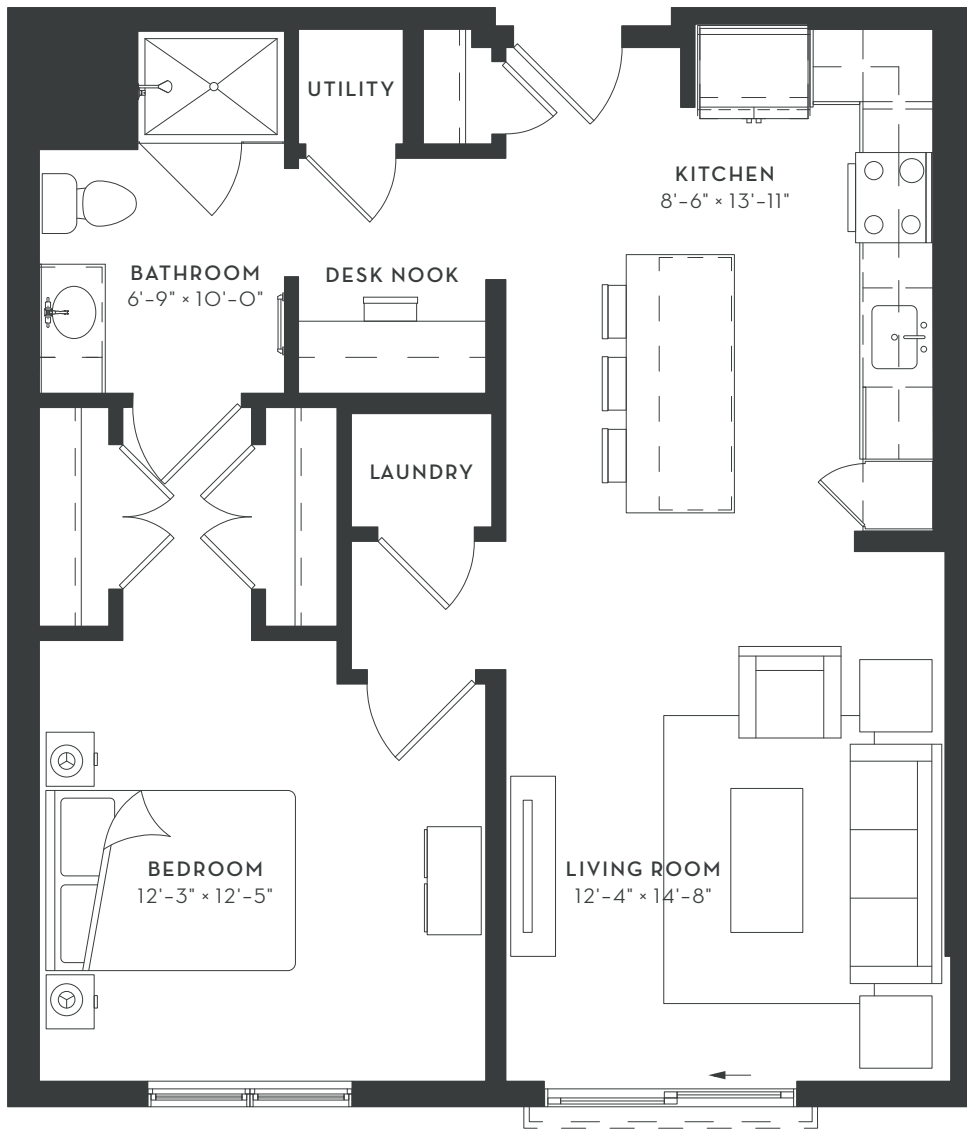 UTILITY
KITCHEN
8'-6" × 13'-11"
BATHROOM
6'-9" × 10'-0"
DESK NOOK
LAUNDRY
BEDROOM
12'-3" × 12'-5"
LIVING ROOM
12'-4" × 14'-8"